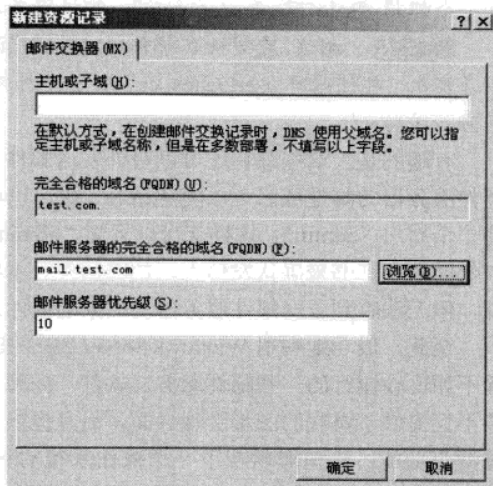 新建资源记录
? ×
邮件交换器(MX)
主机或子域(H):
在默认方式，在创建邮件交换记录时，DNS 使用父域名。您可以指
定主机或子域名称，但是在多数部署，不填写以上字段。
完全合格的域名(FQDN)(U):
test.com.
邮件服务器的完全合格的域名(FQDN)(F):
mail.test.com
浏览(B)...
邮件服务器优先级(S):
10
确定
取消